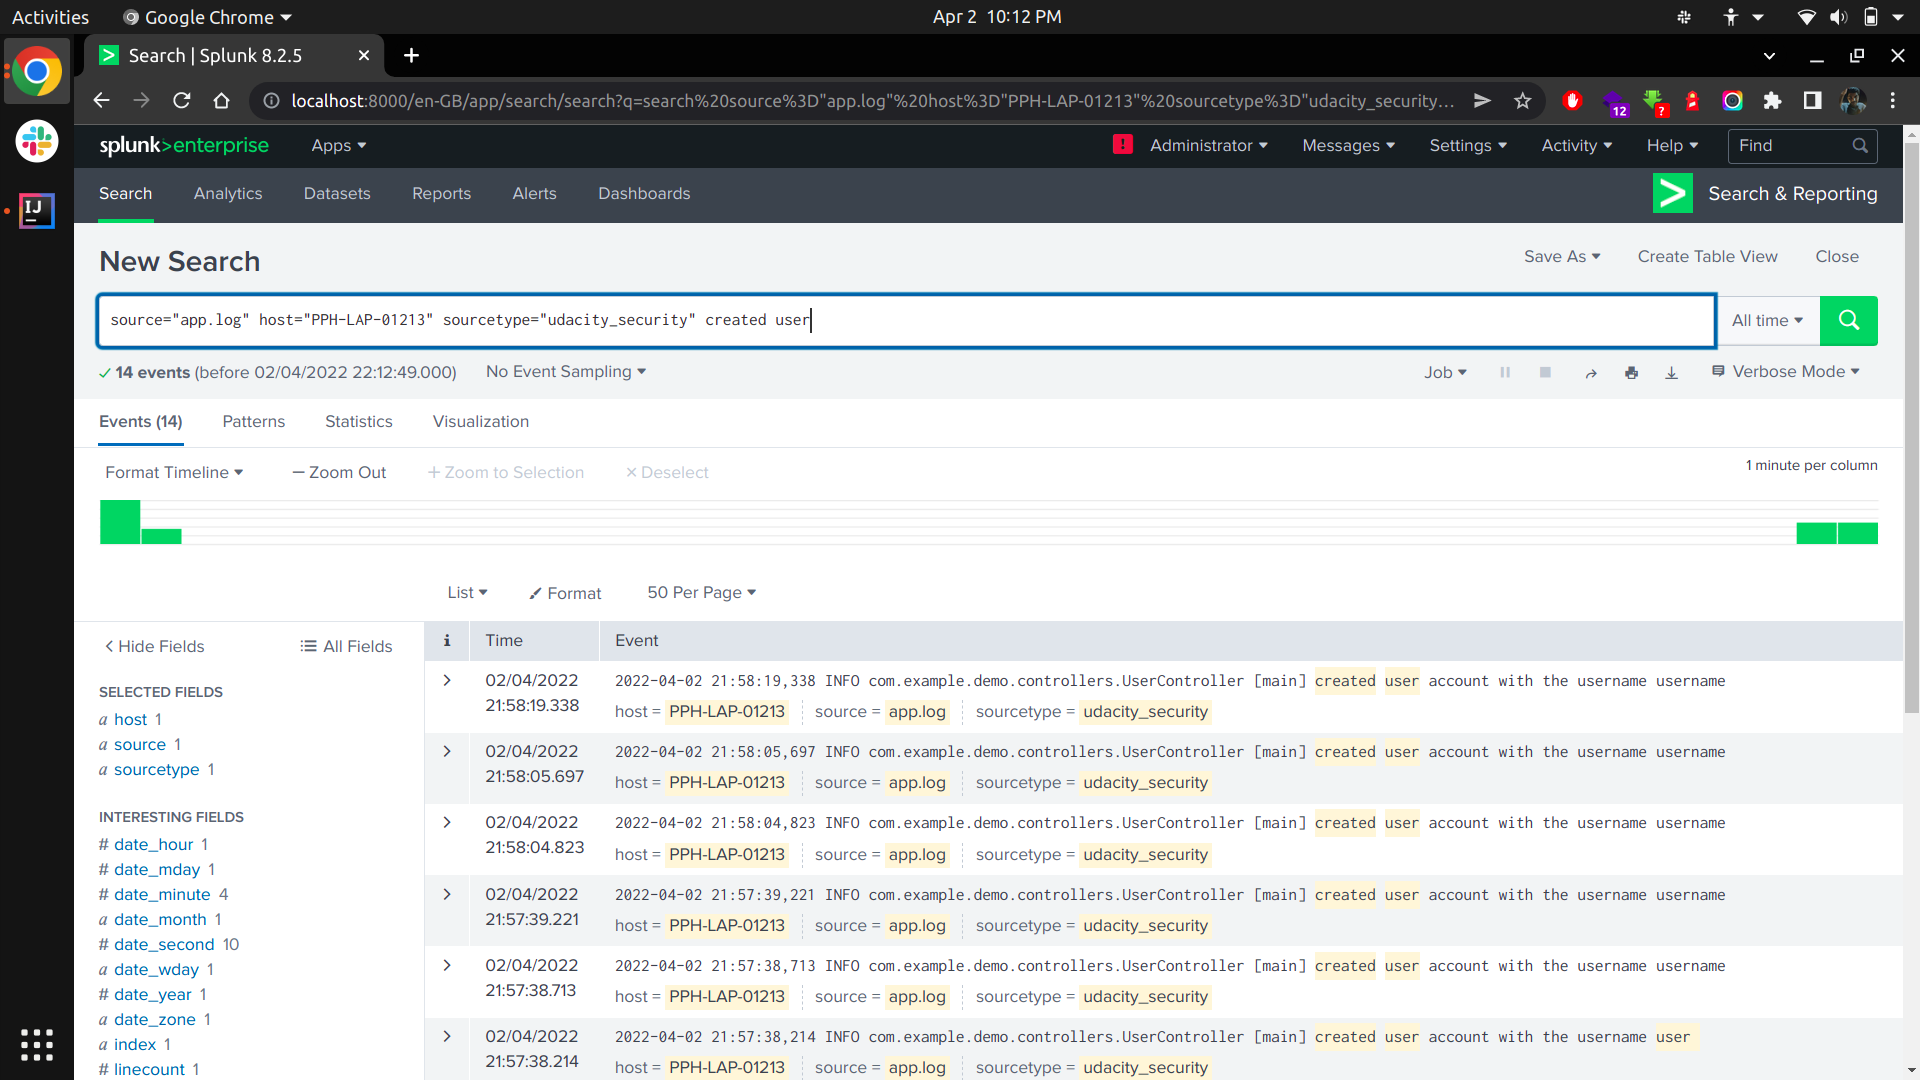 Activities
Google Chrome
Apr 2 10:12 PM
Search | Splunk 8.2.5
localhost:8000/en-GB/app/search/search?q=search%20source%3D"app.log"%20host%3D"PPH-LAP-01213"%20sourcetype%3D"udacity_security...
12
?
splunk>enterprise
Apps
!
Administrator
Messages
Settings
Activity
Help
Find
Search
Analytics
Datasets
Reports
Alerts
Dashboards
Search & Reporting
New Search
Save As
Create Table View
Close
source="app.log" host="PPH-LAP-01213" sourcetype="udacity_security" created user
All time
14 events (before 02/04/2022 22:12:49.000)
No Event Sampling
Job
Verbose Mode
Events (14)
Patterns
Statistics
Visualization
Format Timeline
— Zoom Out
+ Zoom to Selection
× Deselect
1 minute per column
List
Format
50 Per Page
< Hide Fields
All Fields
SELECTED FIELDS
a host 1
a source 1
a sourcetype 1
INTERESTING FIELDS
# date_hour 1
# date_mday 1
# date_minute 4
a date_month 1
# date_second 10
a date_wday 1
# date_year 1
a date_zone 1
a index 1
# linecount 1
i
Time
Event
02/04/2022
21:58:19.338
2022-04-02 21:58:19,338 INFO com.example.demo.controllers.UserController [main] created user account with the username username
host = PPH-LAP-01213 source = app.log sourcetype = udacity_security
02/04/2022
21:58:05.697
2022-04-02 21:58:05,697 INFO com.example.demo.controllers.UserController [main] created user account with the username username
host = PPH-LAP-01213 source = app.log sourcetype = udacity_security
02/04/2022
21:58:04.823
2022-04-02 21:58:04,823 INFO com.example.demo.controllers.UserController [main] created user account with the username username
host = PPH-LAP-01213 source = app.log sourcetype = udacity_security
02/04/2022
21:57:39.221
2022-04-02 21:57:39,221 INFO com.example.demo.controllers.UserController [main] created user account with the username username
host = PPH-LAP-01213 source = app.log sourcetype = udacity_security
02/04/2022
21:57:38.713
2022-04-02 21:57:38,713 INFO com.example.demo.controllers.UserController [main] created user account with the username username
host = PPH-LAP-01213 source = app.log sourcetype = udacity_security
02/04/2022
21:57:38.214
2022-04-02 21:57:38,214 INFO com.example.demo.controllers.UserController [main] created user account with the username user
host = PPH-LAP-01213 source = app.log sourcetype = udacity_security
IJ